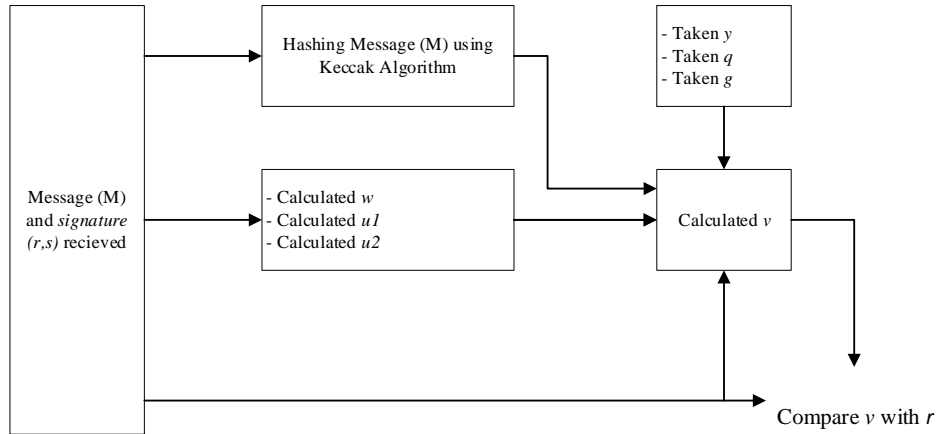 Hashing Message (M) using
Keccak Algorithm
- Taken y
- Taken q
- Taken g
Message (M)
and signature
(r,s) recieved
- Calculated w
- Calculated u1
- Calculated u2
Calculated v
Compare v with r